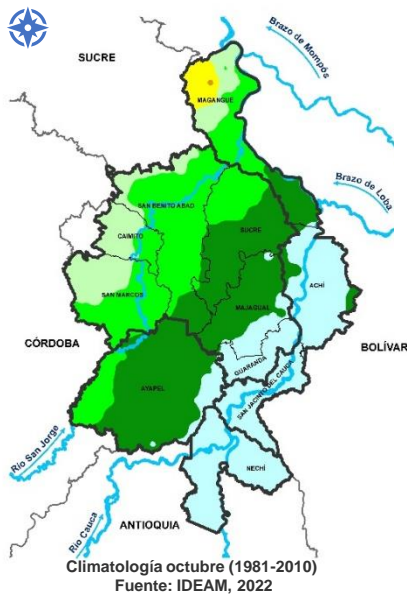 SUCRE
Brazo de
Mompós
MAGANGUÉ
Brazo de
Loba
SAN BENITO ABAD
SUCRE
CAIMITO
ACHÍ
SAN MARCOS
MAJAGUAL
CÓRDOBA
BOLÍVAR
GUARANDA
AYAPEL
SAN JACINTO DEL CAUCA
Río San Jorge
NECHÍ
Río Cauca
ANTIOQUIA
Climatología octubre (1981-2010)
Fuente: IDEAM, 2022